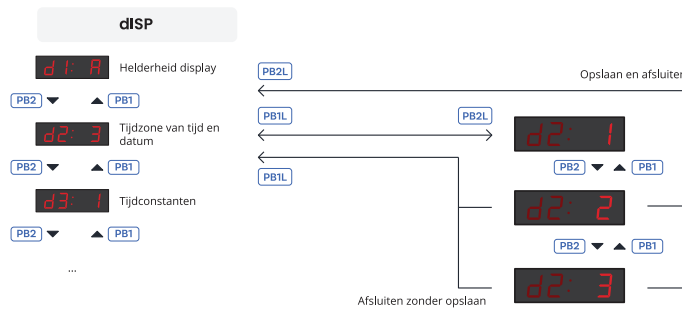 dISP
d1: A
Helderheid display
PB2L
Opslaan en afsluiten
PB2
PB1
PB1L
PB2L
d2: 3
Tijdzone van tijd en
datum
d2: 1
PB2
PB1
PB2
PB1
PB1L
d3: 1
Tijdconstanten
d2: 2
PB2
PB1
PB2
PB1
...
d2: 3
Afsluiten zonder opslaan